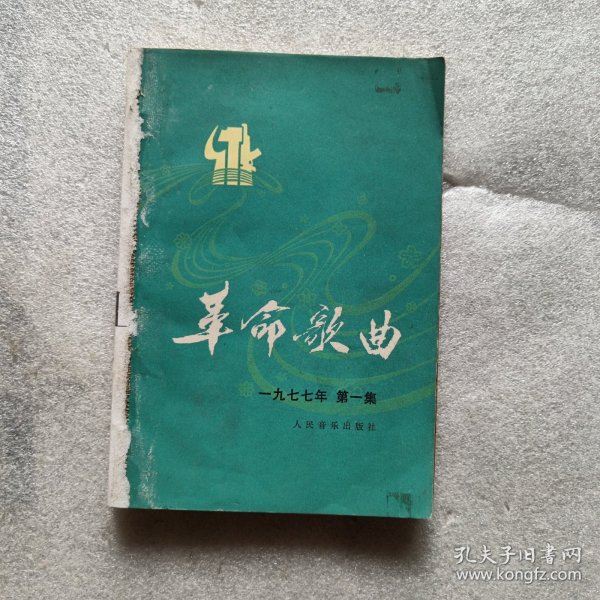 革命歌曲
一九七七年 第一集
人民音乐出版社
孔夫子旧书网
www.kongfz.com